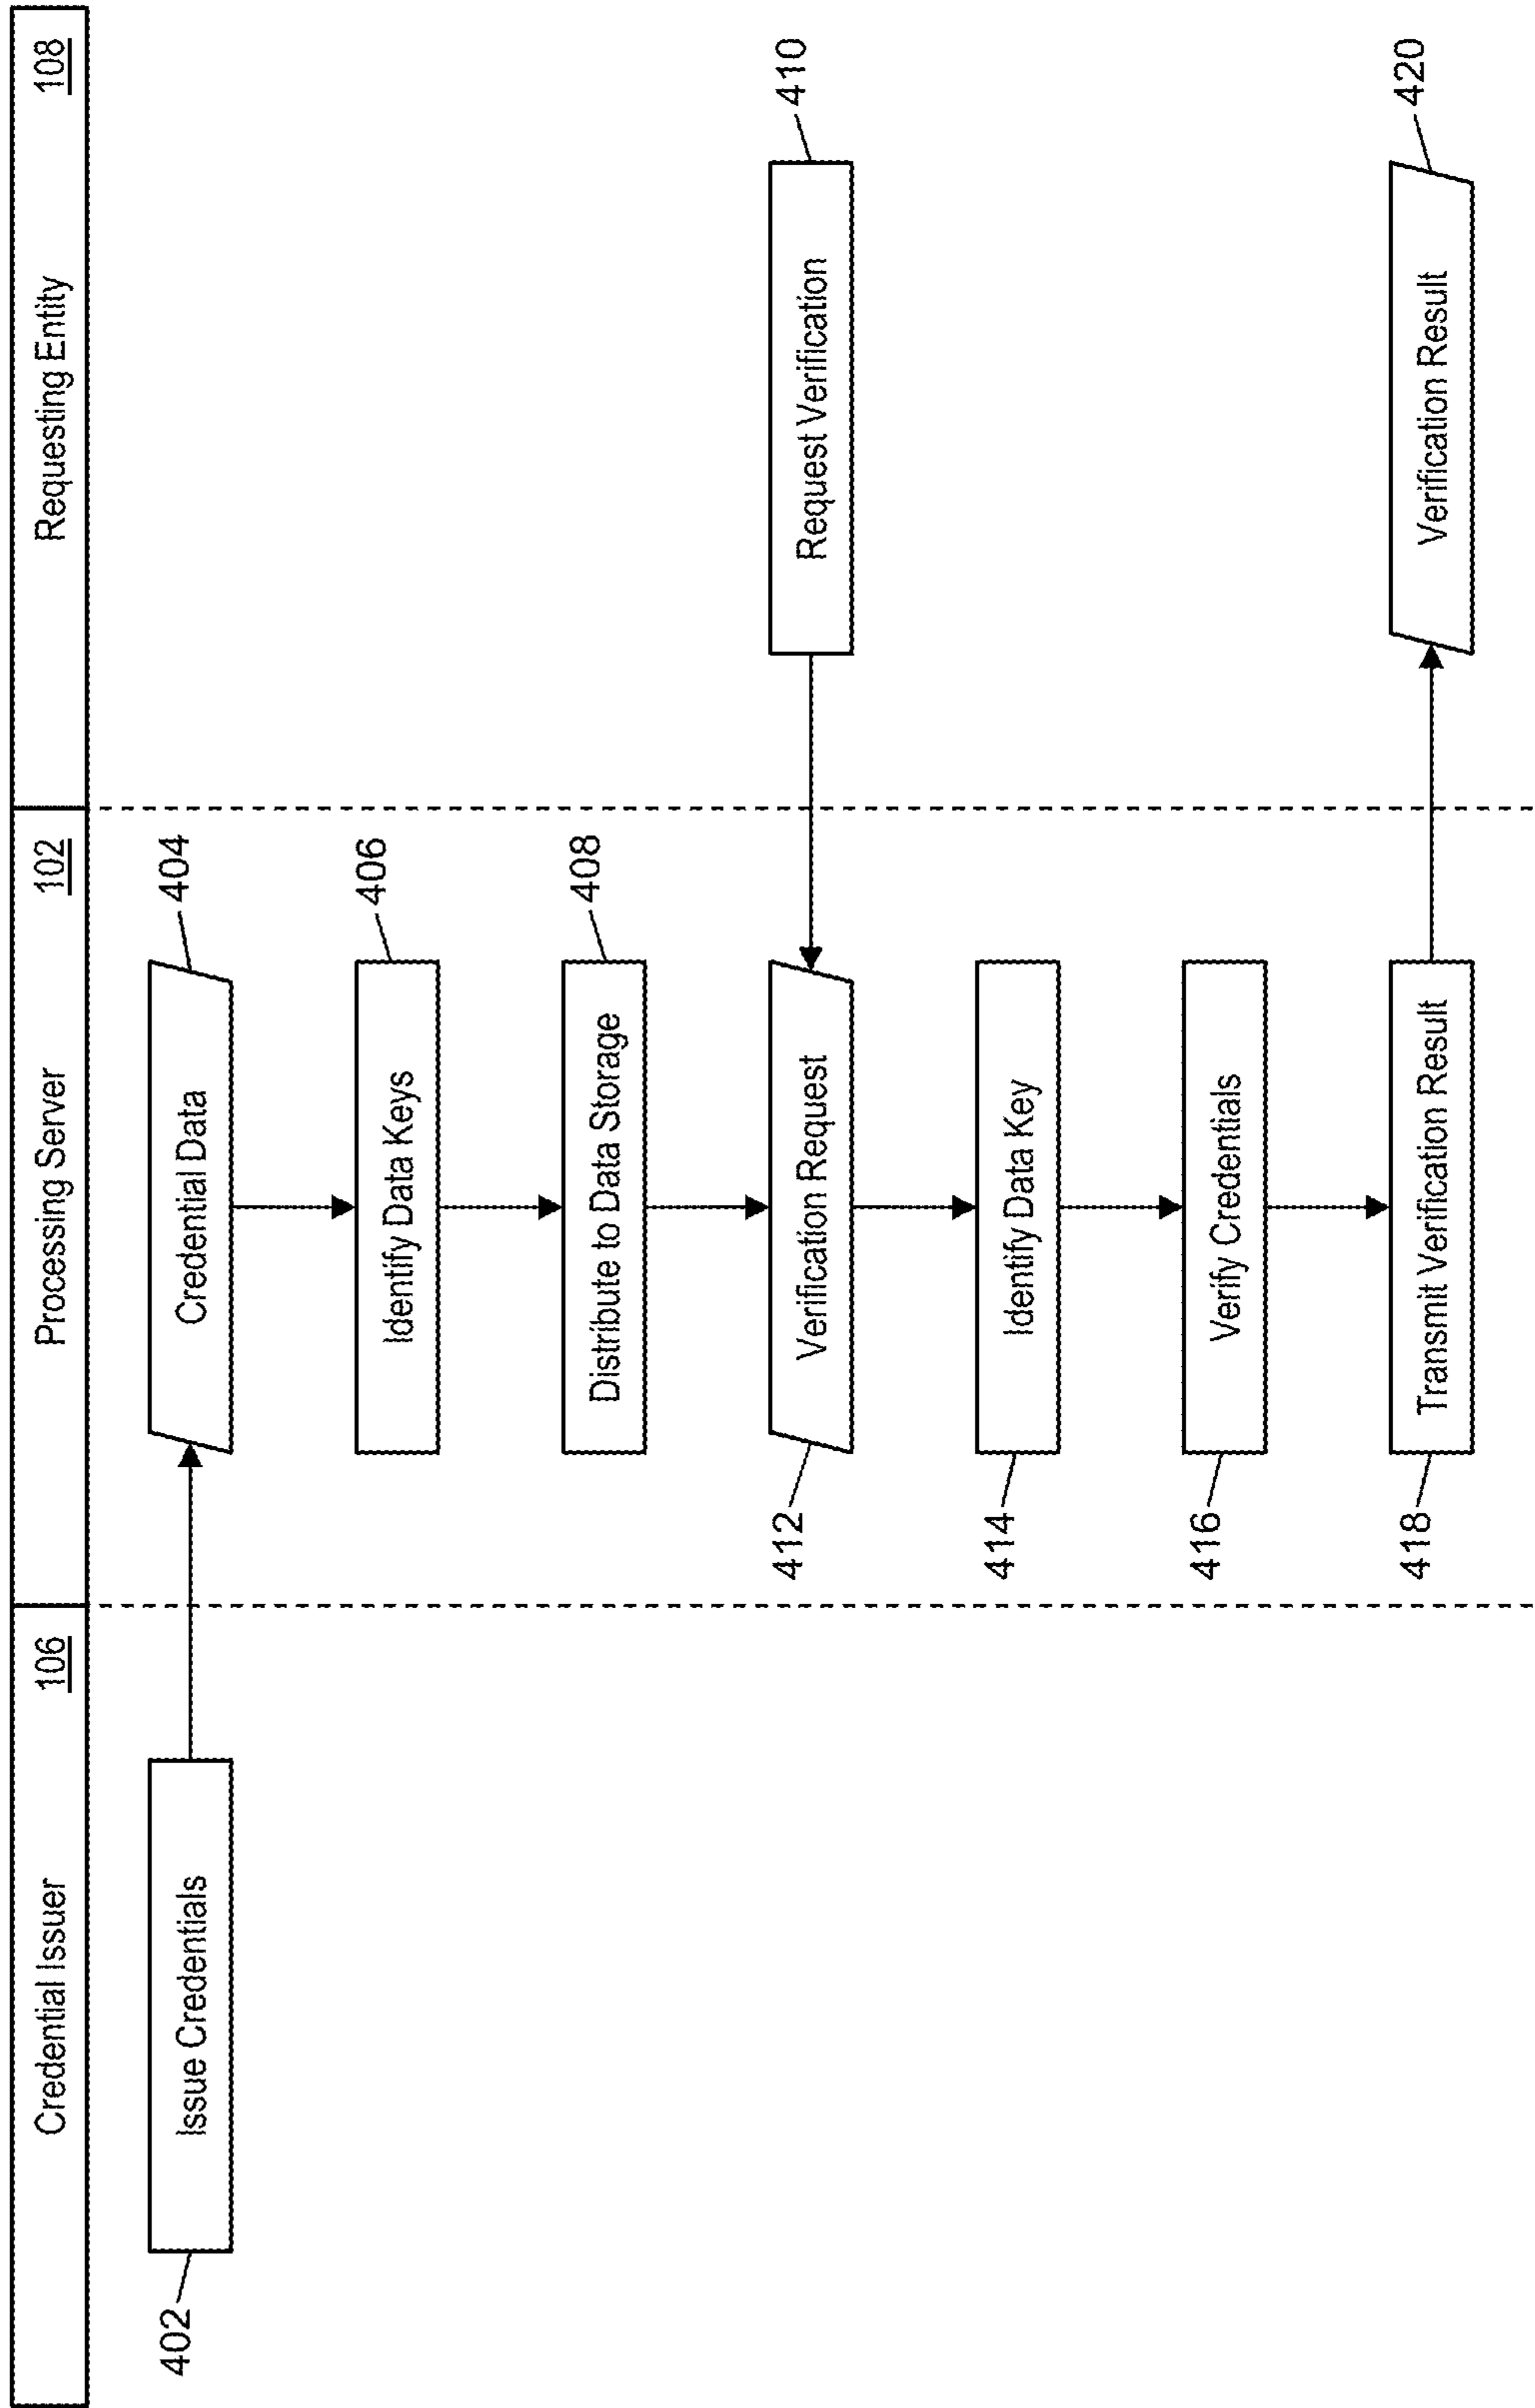 Credential Issuer 106
Processing Server 102
Requesting Entity 108
402
Issue Credentials
Credential Data
404
Identify Data Keys
406
Distribute to Data Storage
408
Request Verification
410
412
Verification Request
414
Identify Data Key
416
Verify Credentials
418
Transmit Verification Result
Verification Result
420